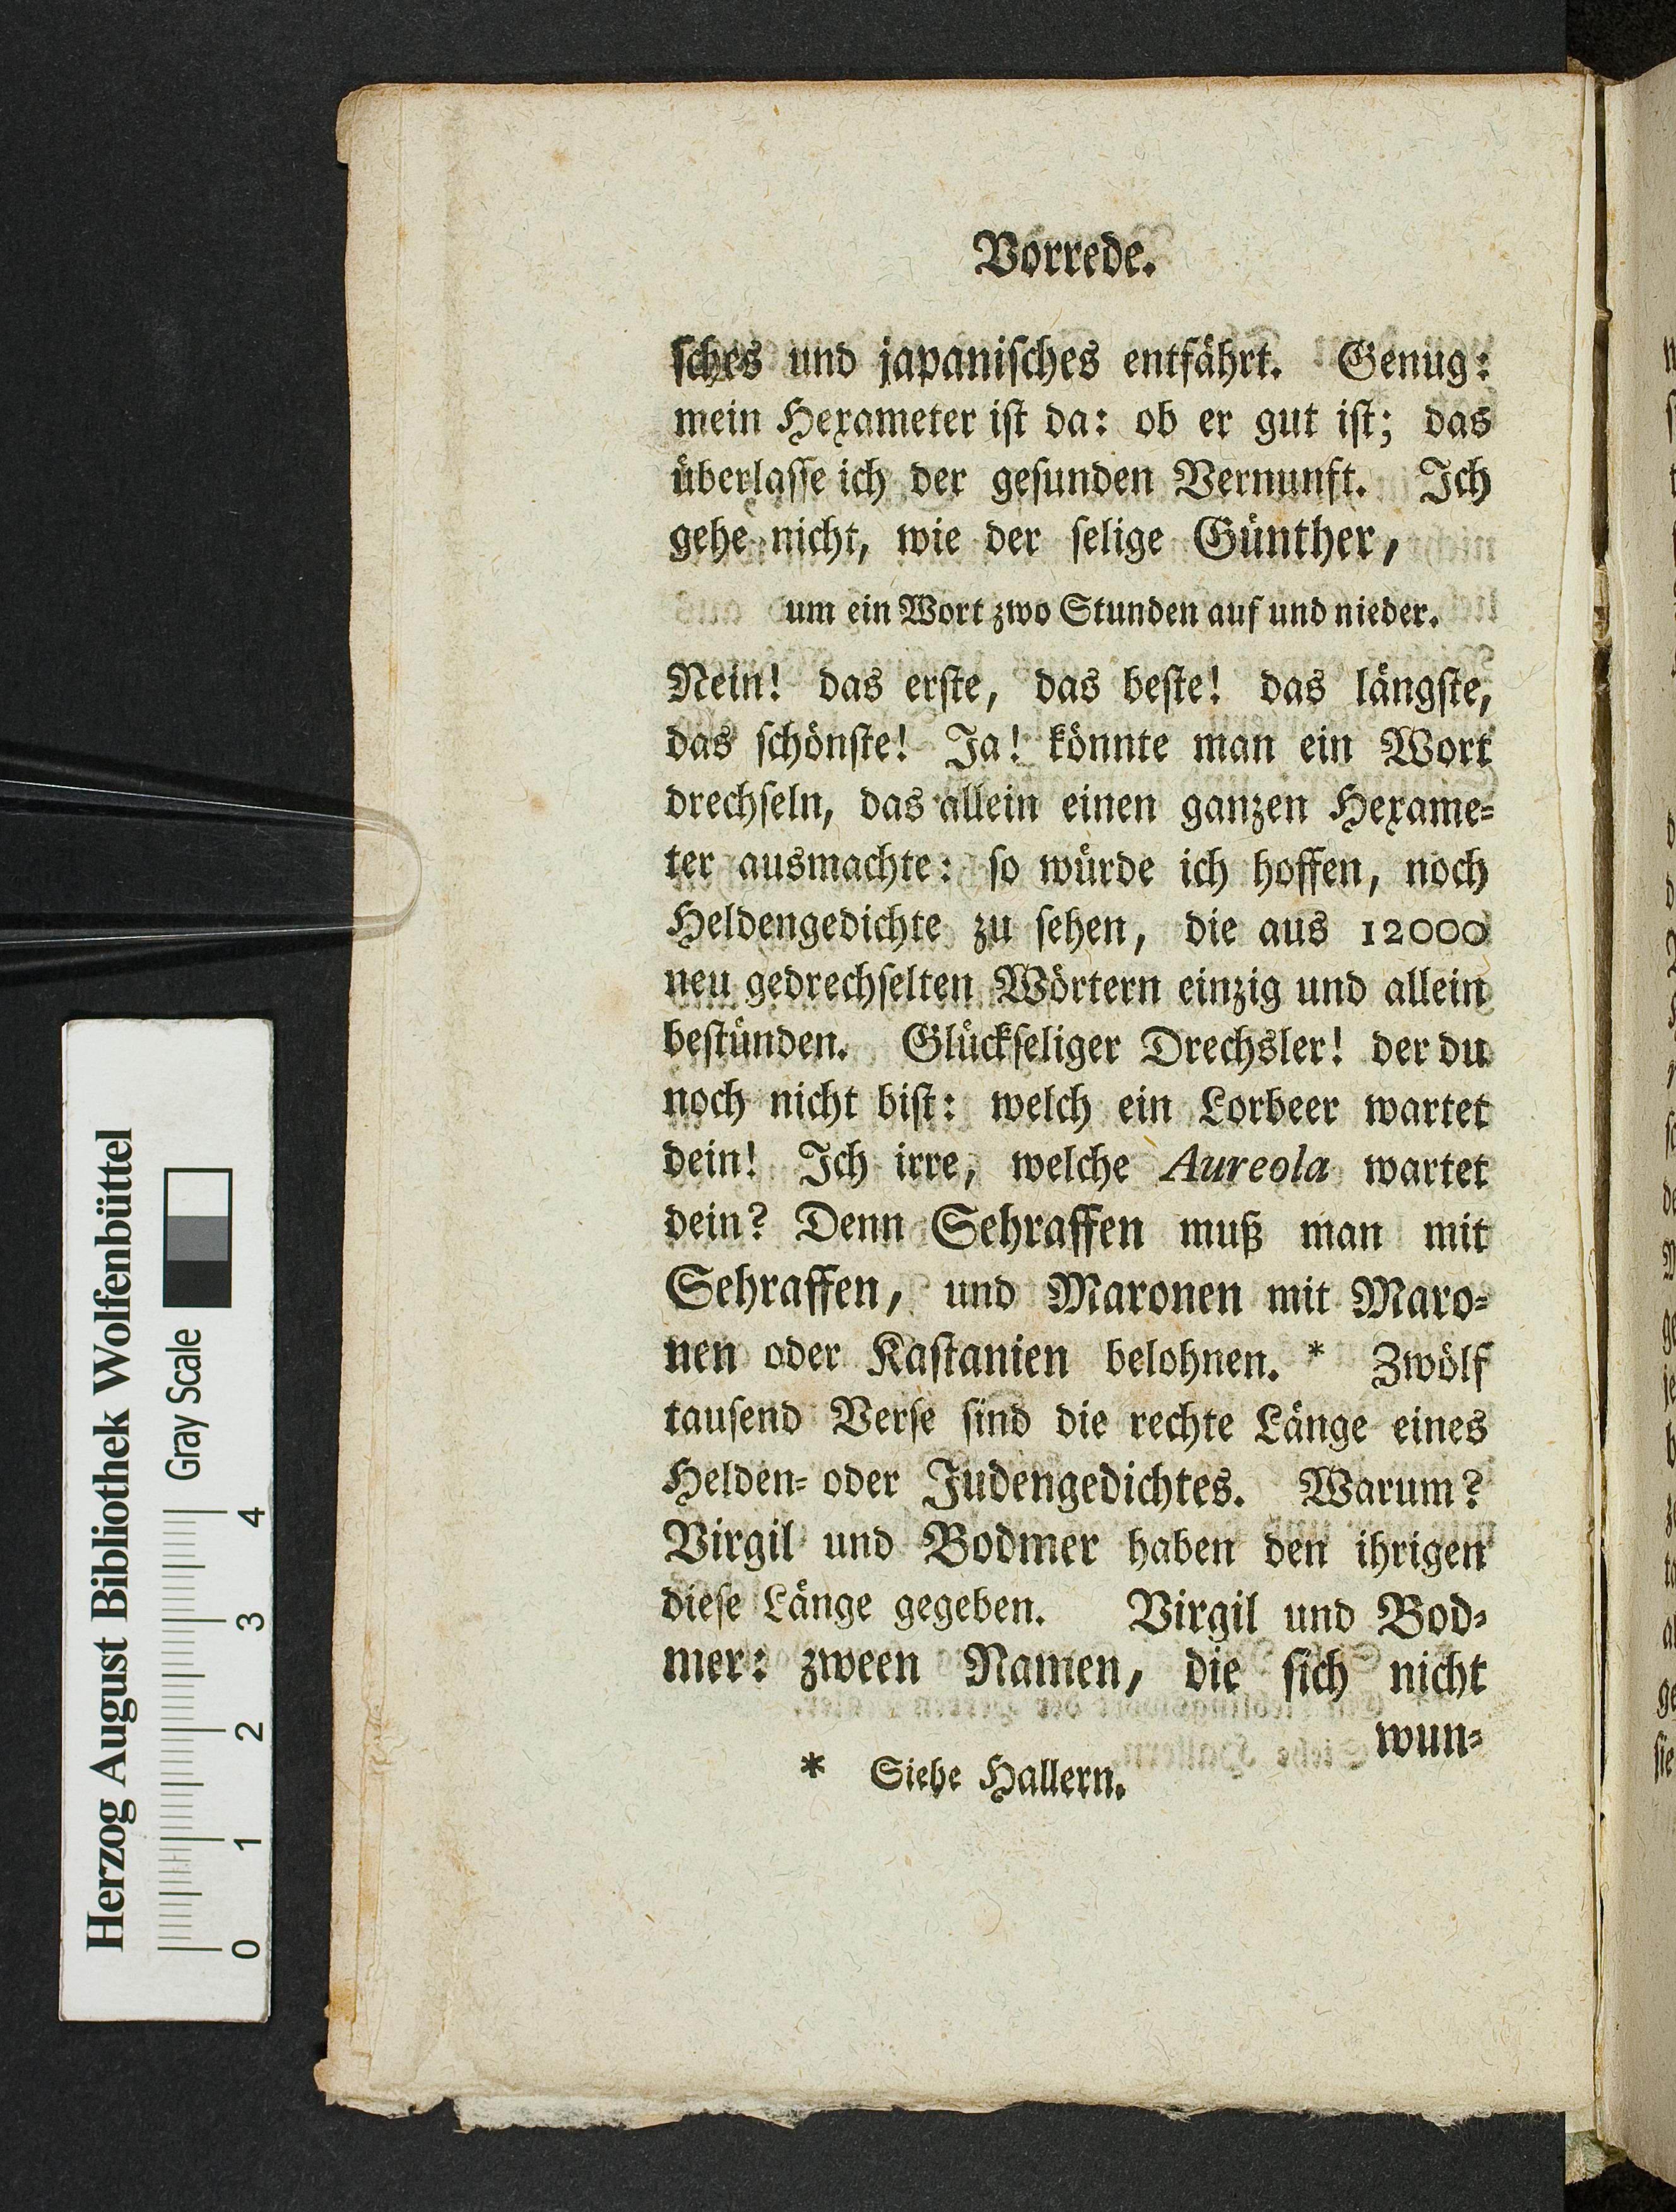 Vorrede.
ſches und japaniſches entfährt. Genug:
mein Hexameter iſt da: ob er gut iſt; das
überlaſſe ich der geſunden Vernunft. Ich
gehe nicht, wie der ſelige Günther,
um ein Wort zwo Stunden auf und nieder.
Nein! das erſte, das beſte! das längſte,
das ſchönſte! Ja! könnte man ein Wort
drechſeln, das allein einen ganzen Hexame=
ter ausmachte: ſo würde ich hoffen, noch
Heldengedichte zu ſehen, die aus 12000
neu gedrechſelten Wörtern einzig und allein
beſtünden. Glückſeliger Drechsler! der du
noch nicht biſt: welch ein Lorbeer wartet
dein! Ich irre, welche Aureola wartet
dein? Denn Sehraffen muß man mit
Sehraffen, und Maronen mit Maro=
nen oder Kaſtanien belohnen. * Zwölf
tauſend Verſe ſind die rechte Länge eines
Helden= oder Judengedichtes. Warum?
Virgil und Bodmer haben den ihrigen
dieſe Länge gegeben. Virgil und Bod=
mer: zween Namen, die ſich nicht
wun=
* Siehe Hallern.
Herzog August Bibliothek Wolfenbüttel
Gray Scale
0 1 2 3 4